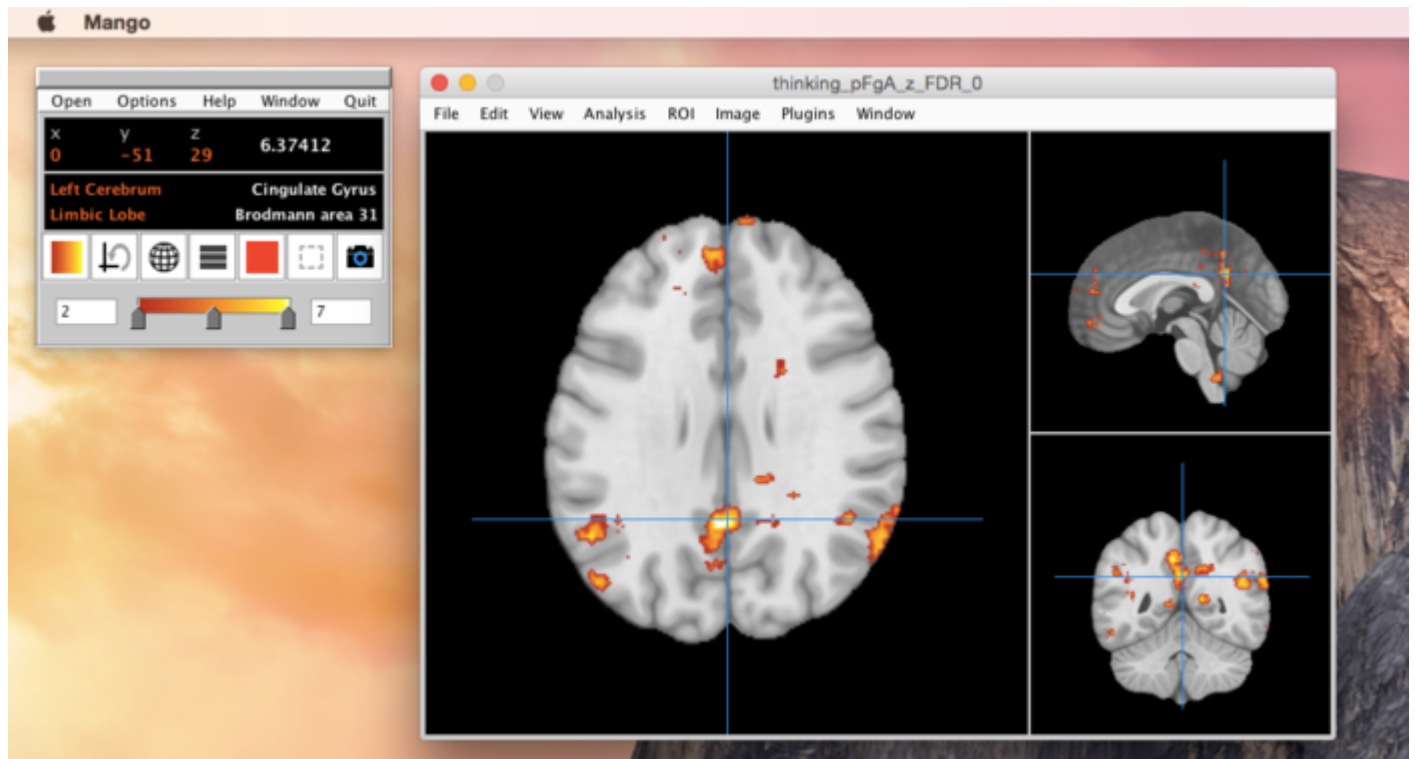 Mango
Open Options Help Window Quit
x y z
0 -51 29 6.37412
Left Cerebrum Cingulate Gyrus
Limbic Lobe Brodmann area 31
2 7
thinking_pFgA_z_FDR_0
File Edit View Analysis ROI Image Plugins Window